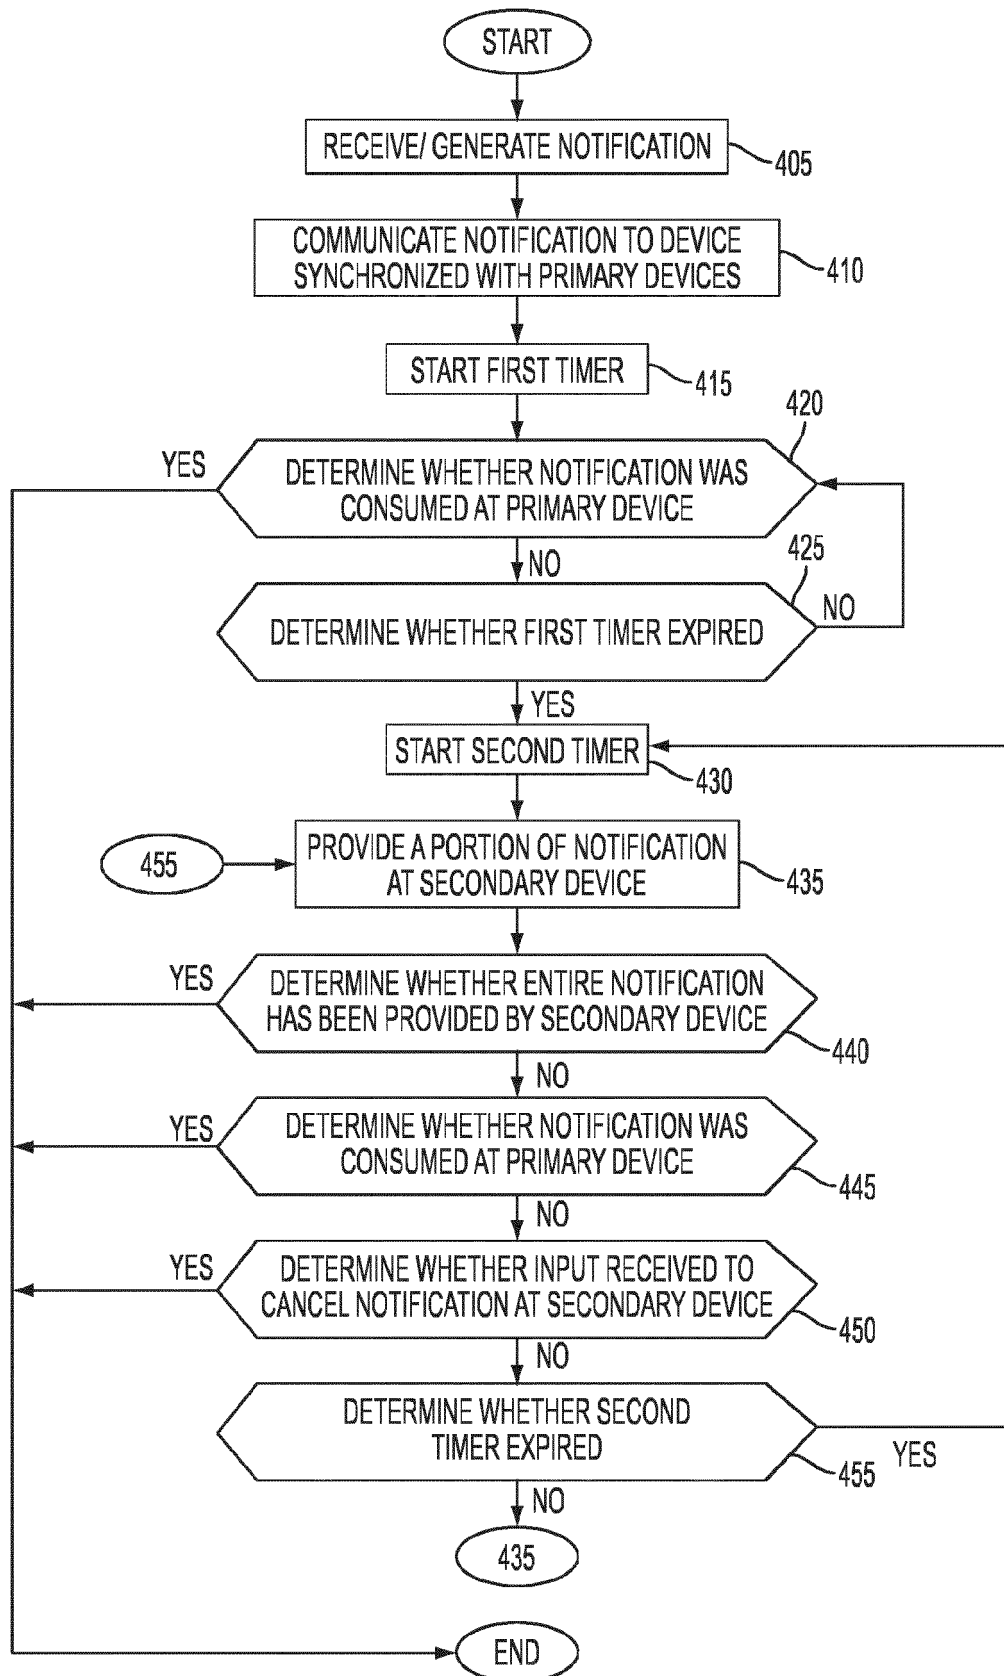 START
RECEIVE/ GENERATE NOTIFICATION
405
COMMUNICATE NOTIFICATION TO DEVICE
SYNCHRONIZED WITH PRIMARY DEVICES
410
START FIRST TIMER
415
420
YES
DETERMINE WHETHER NOTIFICATION WAS
CONSUMED AT PRIMARY DEVICE
NO
425
DETERMINE WHETHER FIRST TIMER EXPIRED
NO
YES
START SECOND TIMER
430
455
PROVIDE A PORTION OF NOTIFICATION
AT SECONDARY DEVICE
435
YES
DETERMINE WHETHER ENTIRE NOTIFICATION
HAS BEEN PROVIDED BY SECONDARY DEVICE
440
NO
YES
DETERMINE WHETHER NOTIFICATION WAS
CONSUMED AT PRIMARY DEVICE
445
NO
YES
DETERMINE WHETHER INPUT RECEIVED TO
CANCEL NOTIFICATION AT SECONDARY DEVICE
450
NO
DETERMINE WHETHER SECOND
TIMER EXPIRED
YES
455
NO
435
END